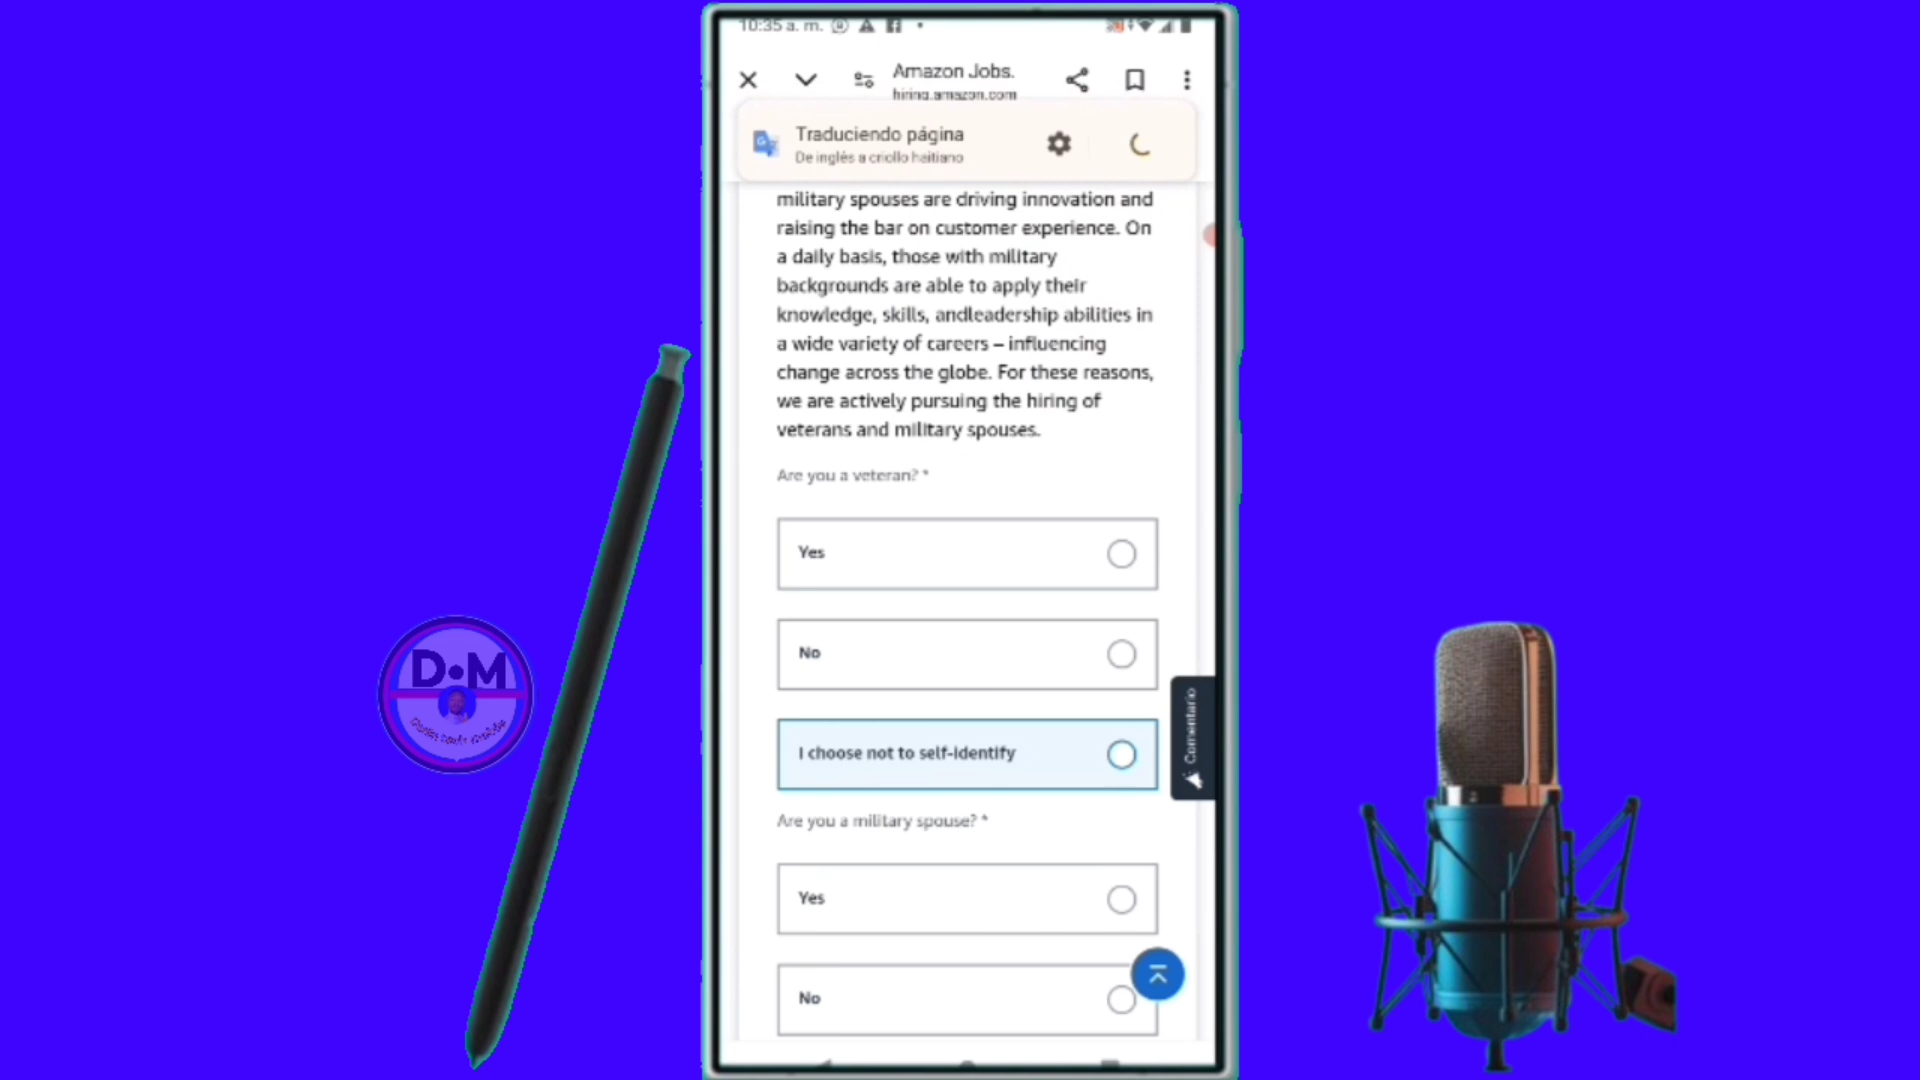 10:35 a. m.
Amazon Jobs.
hiring.amazon.com
Traduciendo página
De inglés a criollo haitiano
military spouses are driving innovation and
raising the bar on customer experience. On
a daily basis, those with military
backgrounds are able to apply their
knowledge, skills, andleadership abilities in
a wide variety of careers – influencing
change across the globe. For these reasons,
we are actively pursuing the hiring of
veterans and military spouses.
Are you a veteran? *
Yes
No
I choose not to self-identify
Comentario
Are you a military spouse? *
Yes
No
D•M